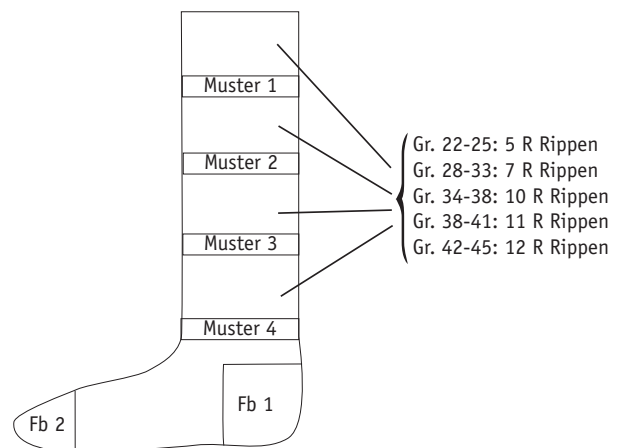 Muster 1
Muster 2
Muster 3
Muster 4
Gr. 22-25: 5 R Rippen
Gr. 28-33: 7 R Rippen
Gr. 34-38: 10 R Rippen
Gr. 38-41: 11 R Rippen
Gr. 42-45: 12 R Rippen
Fb 1
Fb 2